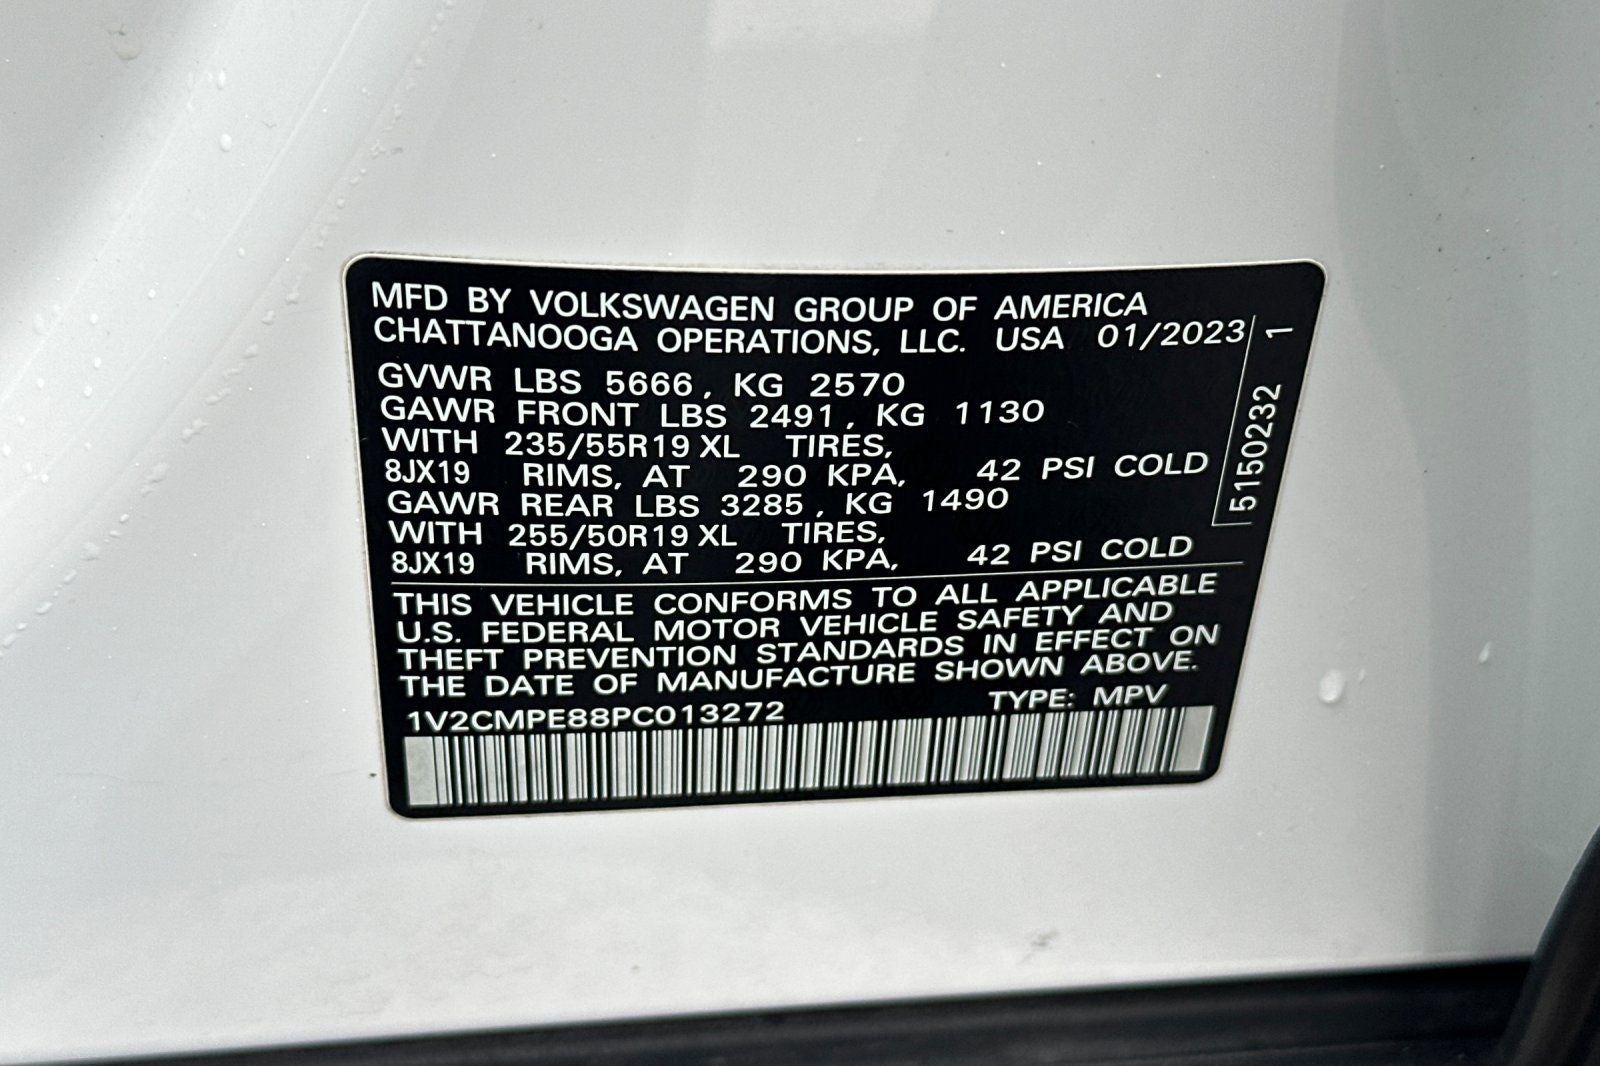 MFD BY VOLKSWAGEN GROUP OF AMERICA
CHATTANOOGA OPERATIONS, LLC. USA 01/2023
GVWR LBS 5666, KG 2570
GAWR FRONT LBS 2491, KG 1130
WITH 235/55R19 XL TIRES,
8JX19 RIMS, AT 290 KPA, 42 PSI COLD
GAWR REAR LBS 3285, KG 1490
WITH 255/50R19 XL TIRES,
8JX19 RIMS, AT 290 KPA, 42 PSI COLD
THIS VEHICLE CONFORMS TO ALL APPLICABLE
U.S. FEDERAL MOTOR VEHICLE SAFETY AND
THEFT PREVENTION STANDARDS IN EFFECT ON
THE DATE OF MANUFACTURE SHOWN ABOVE.
1V2CMPE88PC013272 TYPE: MPV
5150232 1